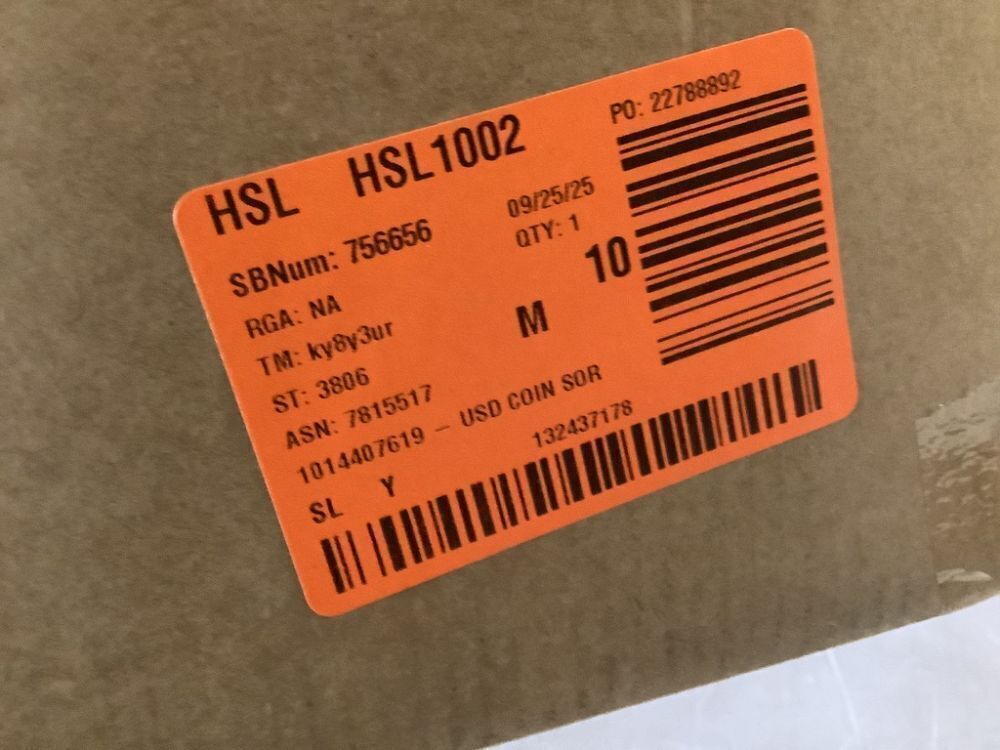 HSL HSL1002
PO: 22788892
SBNum: 756656 09/25/25
RGA: NA QTY: 1
TM: ky8y3ur M 10
ST: 3806
ASN: 7815517
1014407619 – USD COIN SOR
SL Y 132437178